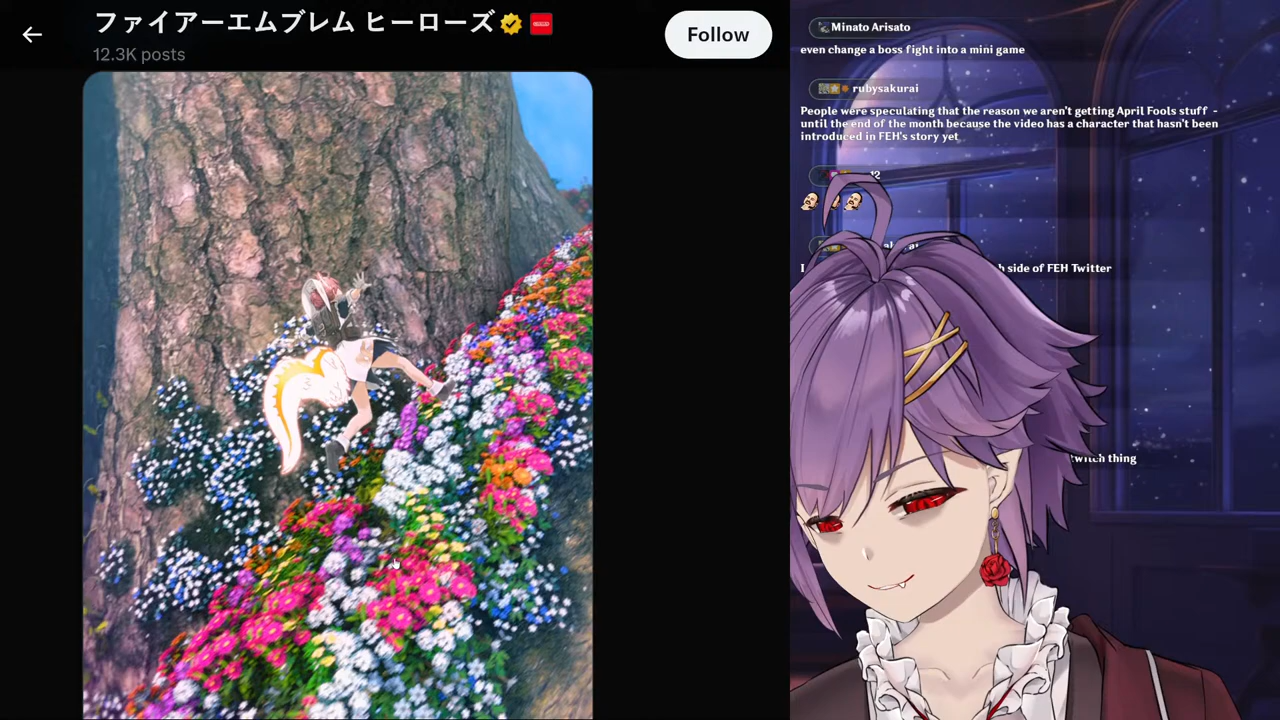 ファイアーエムブレム ヒーローズ
12.3K posts
Follow
Minato Arisato
even change a boss fight into a mini game
rubysakurai
People were speculating that the reason we aren't getting April Fools stuff -
until the end of the month because the video has a character that hasn't been
introduced in FEH's story yet
12
I
h side of FEH Twitter
twitch thing